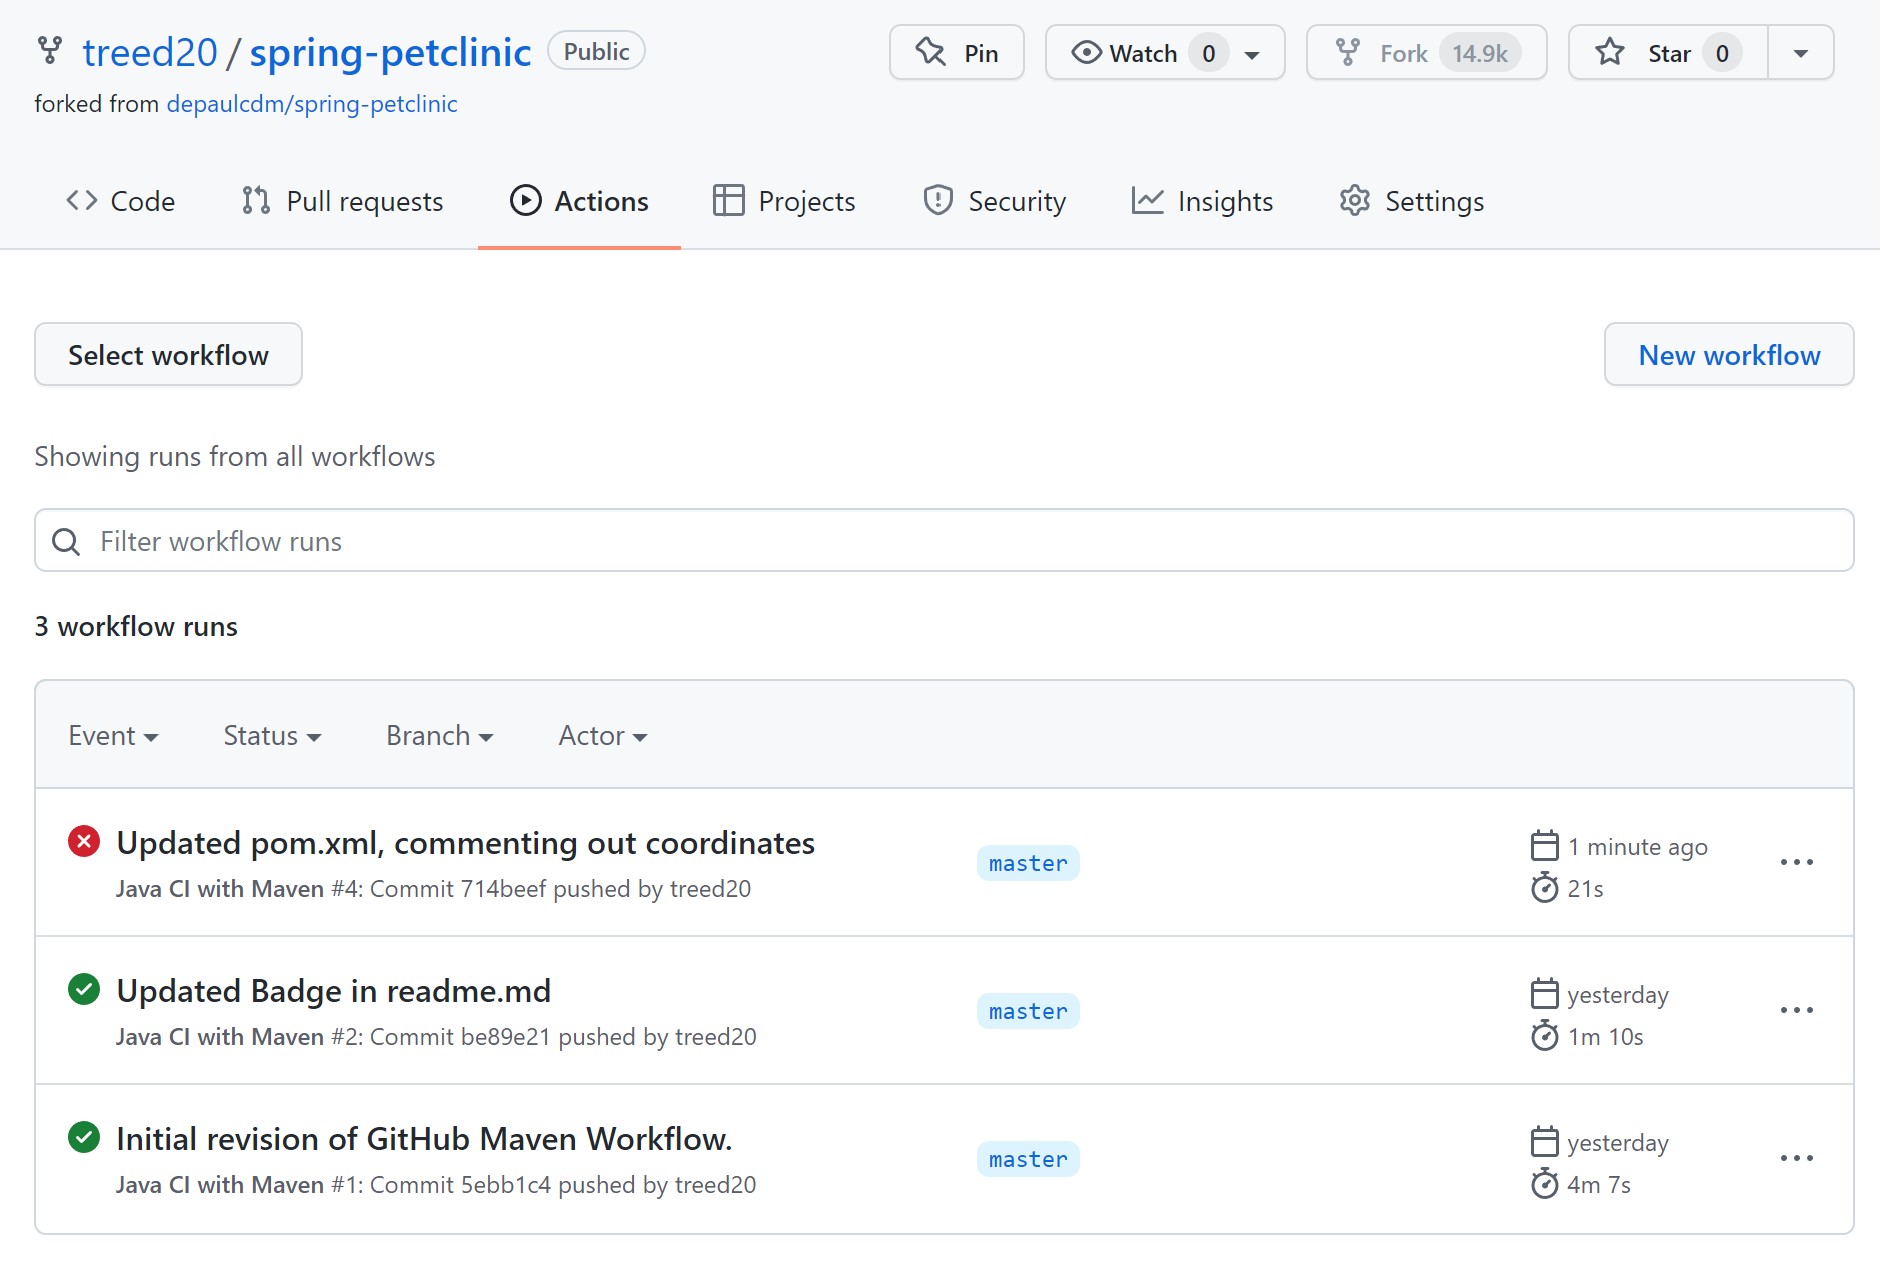 treed20 / spring-petclinic Public Pin Watch 0 Fork 14.9k Star 0
forked from depaulcdm/spring-petclinic
Code Pull requests Actions Projects Security Insights Settings
Select workflow New workflow
Showing runs from all workflows
Filter workflow runs
3 workflow runs
Event Status Branch Actor
Updated pom.xml, commenting out coordinates
Java CI with Maven #4: Commit 714beef pushed by treed20
master
1 minute ago
21s
Updated Badge in readme.md
Java CI with Maven #2: Commit be89e21 pushed by treed20
master
yesterday
1m 10s
Initial revision of GitHub Maven Workflow.
Java CI with Maven #1: Commit 5ebb1c4 pushed by treed20
master
yesterday
4m 7s